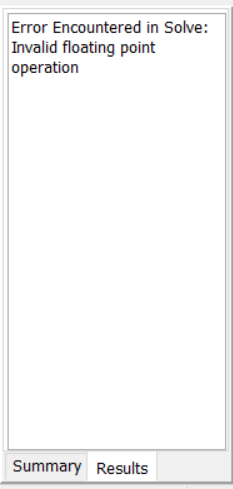 Error Encountered in Solve:
Invalid floating point
operation
Summary Results